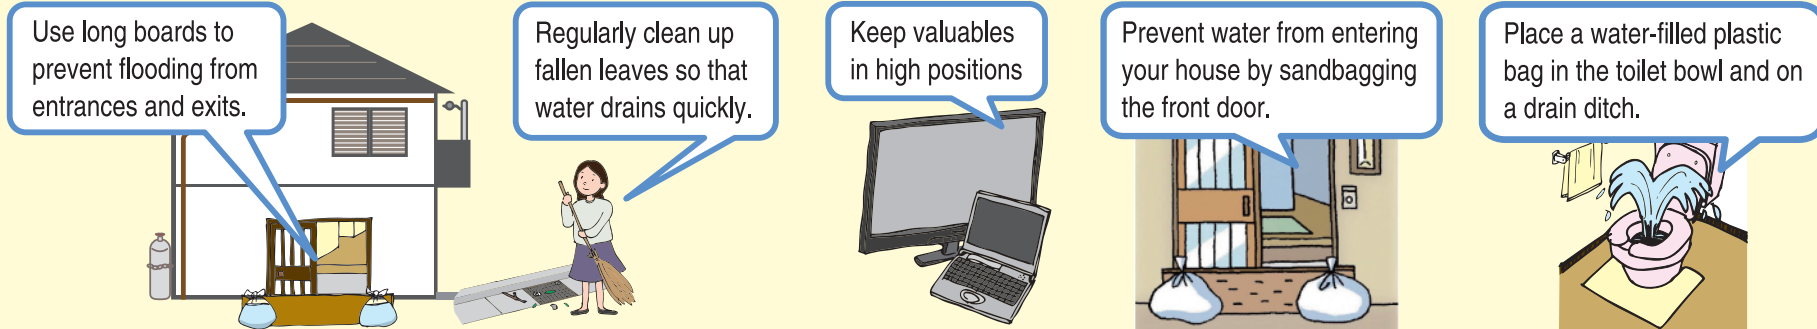 Use long boards to
prevent flooding from
entrances and exits.
Regularly clean up
fallen leaves so that
water drains quickly.
Keep valuables
in high positions
Prevent water from entering
your house by sandbagging
the front door.
Place a water-filled plastic
bag in the toilet bowl and on
a drain ditch.